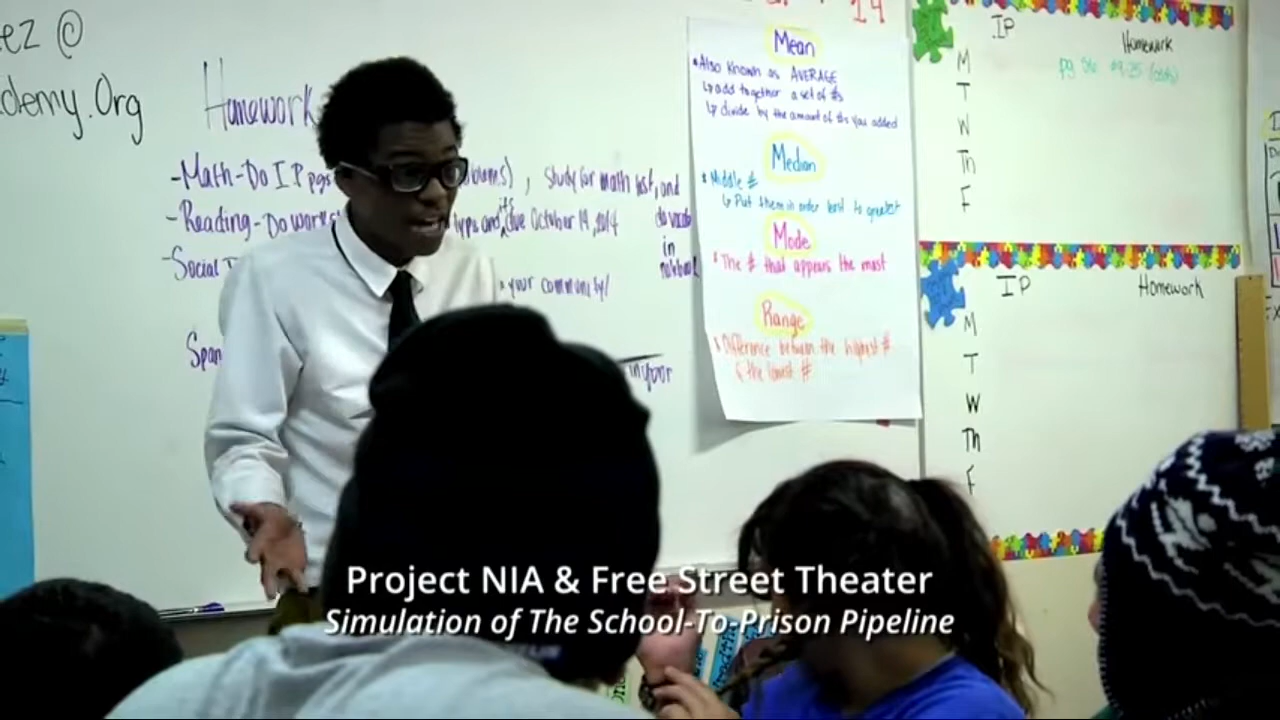 ez @
demy.Org
Homework
-Math-Do I.P pgs
, study for math test, and
-Reading-Do work
type and it's due October 14, 2014
do vocab
in
notebook
-Social
your community/
Span
in your
14
Mean
Also known as AVERAGE
↳ add together a set of #s
↳ divide by the amount of #s you added
Median
Middle #
↳ Put them in order least to greatest
Mode
The # that appears the most
Range
Difference between the highest #
& the lowest #
IP
Homework
M
T
W
Th
F
IP
Homework
M
T
W
Th
F
Project NIA & Free Street Theater
Simulation of The School-To-Prison Pipeline